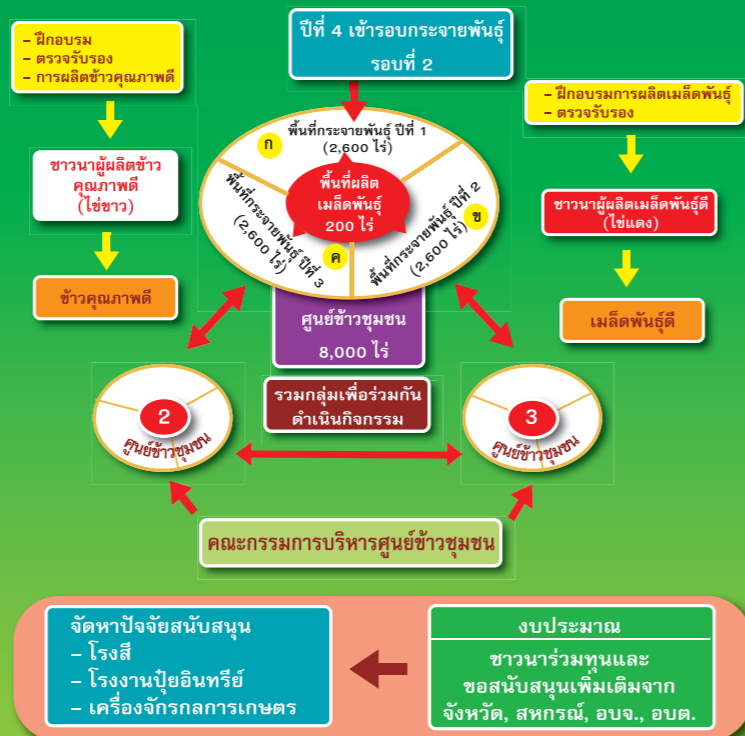 – ฝึกอบรม
– ตรวจรับรอง
– การผลิตข้าวคุณภาพดี
ชาวนาผู้ผลิตข้าว
คุณภาพดี
(ไข่ขาว)
ข้าวคุณภาพดี
ปีที่ 4 เข้ารอบกระจายพันธุ์
รอบที่ 2
ก
พื้นที่กระจายพันธุ์ ปีที่ 1
(2,600 ไร่)
พื้นที่ผลิต
เมล็ดพันธุ์
200 ไร่
พื้นที่กระจายพันธุ์ ปีที่ 2
(2,600 ไร่)
ข
พื้นที่กระจายพันธุ์ ปีที่ 3
(2,600 ไร่)
ค
ศูนย์ข้าวชุมชน
8,000 ไร่
รวมกลุ่มเพื่อร่วมกัน
ดำเนินกิจกรรม
– ฝึกอบรมการผลิตเมล็ดพันธุ์
– ตรวจรับรอง
ชาวนาผู้ผลิตเมล็ดพันธุ์ดี
(ไข่แดง)
เมล็ดพันธุ์ดี
2
ศูนย์ข้าวชุมชน
3
ศูนย์ข้าวชุมชน
คณะกรรมการบริหารศูนย์ข้าวชุมชน
จัดหาปัจจัยสนับสนุน
– โรงสี
– โรงงานปุ๋ยอินทรีย์
– เครื่องจักรกลการเกษตร
งบประมาณ
ชาวนาร่วมทุนและ
ขอสนับสนุนเพิ่มเติมจาก
จังหวัด, สหกรณ์, อบจ., อบต.